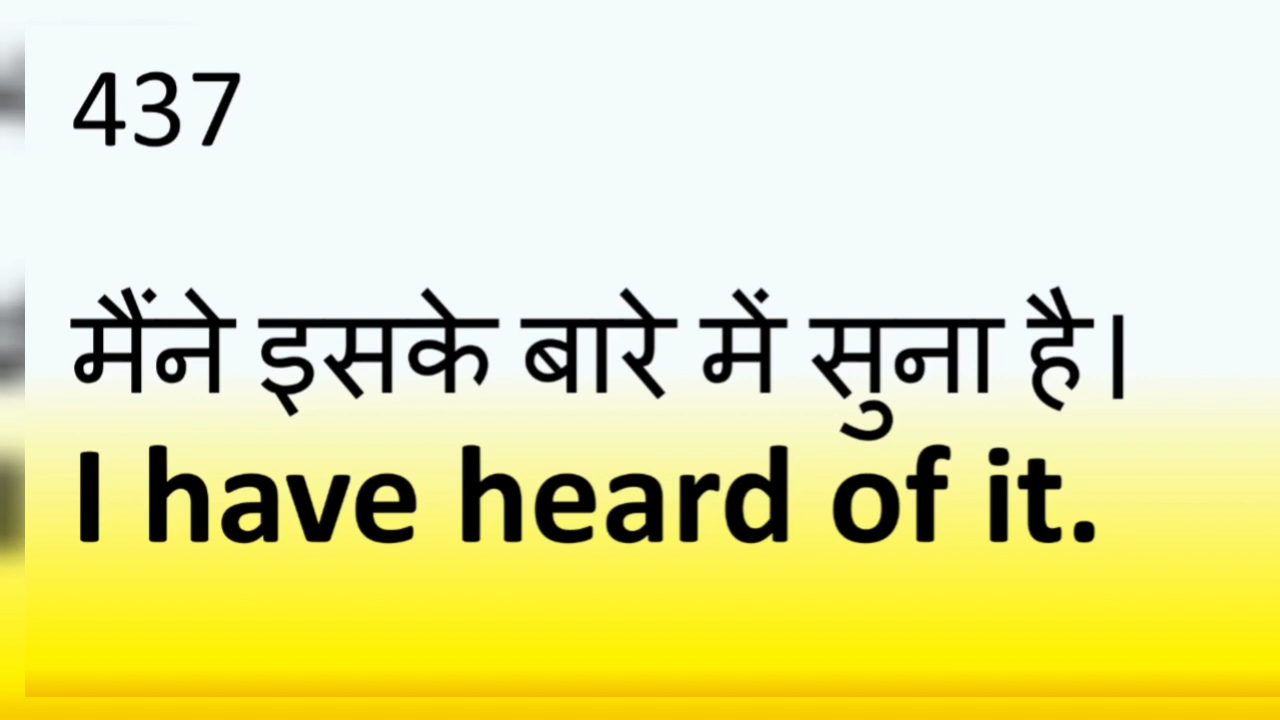 437
मैंने इसके बारे में सुना है।
I have heard of it.